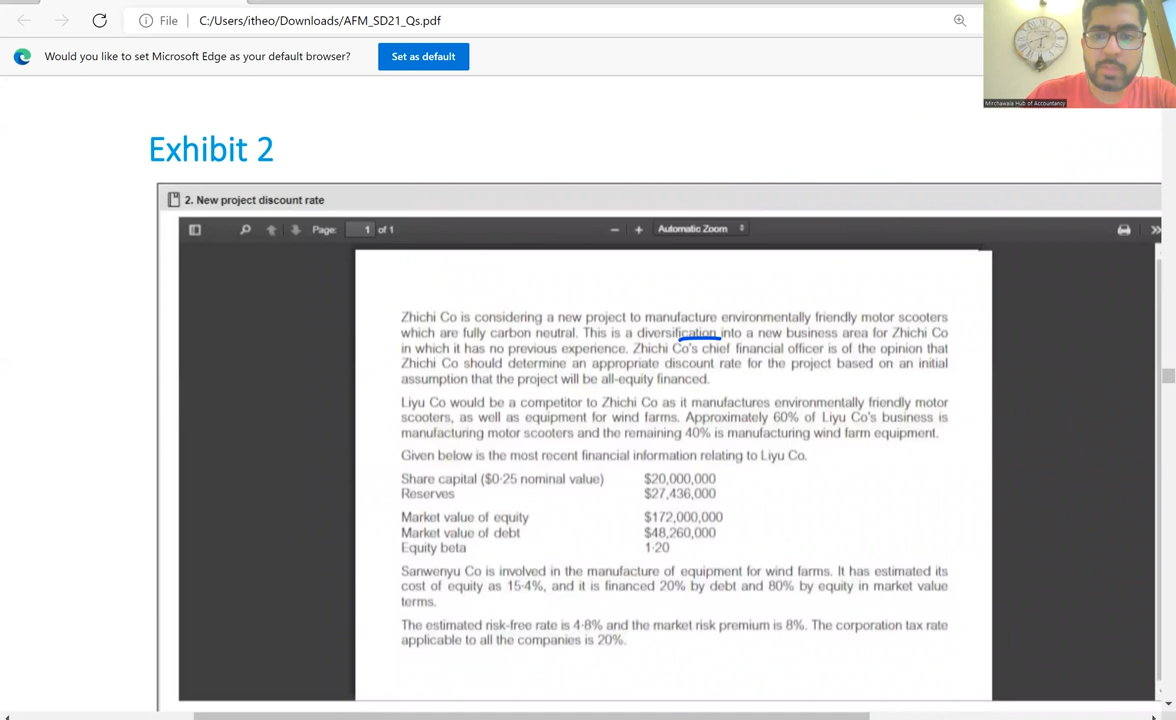 File
C:/Users/itheo/Downloads/AFM_SD21_Qs.pdf
Would you like to set Microsoft Edge as your default browser?
Set as default
Mirchawala Hub of Accountancy
Exhibit 2
2. New project discount rate
Page: 1 of 1
Automatic Zoom
Zhichi Co is considering a new project to manufacture environmentally friendly motor scooters
which are fully carbon neutral. This is a diversification into a new business area for Zhichi Co
in which it has no previous experience. Zhichi Co's chief financial officer is of the opinion that
Zhichi Co should determine an appropriate discount rate for the project based on an initial
assumption that the project will be all-equity financed.
Liyu Co would be a competitor to Zhichi Co as it manufactures environmentally friendly motor
scooters, as well as equipment for wind farms. Approximately 60% of Liyu Co's business is
manufacturing motor scooters and the remaining 40% is manufacturing wind farm equipment.
Given below is the most recent financial information relating to Liyu Co.
Share capital ($0·25 nominal value) $20,000,000
Reserves $27,436,000
Market value of equity $172,000,000
Market value of debt $48,260,000
Equity beta 1·20
Sanwenyu Co is involved in the manufacture of equipment for wind farms. It has estimated its
cost of equity as 15·4%, and it is financed 20% by debt and 80% by equity in market value
terms.
The estimated risk-free rate is 4·8% and the market risk premium is 8%. The corporation tax rate
applicable to all the companies is 20%.